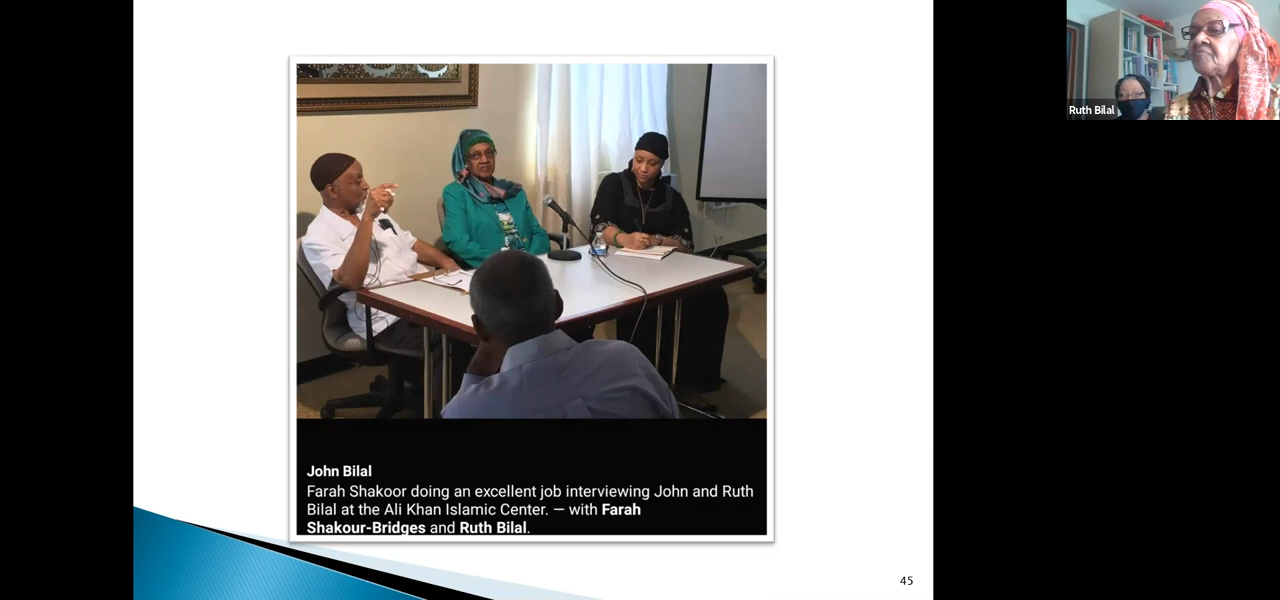 Ruth Bilal
John Bilal
Farah Shakoor doing an excellent job interviewing John and Ruth
Bilal at the Ali Khan Islamic Center. — with Farah
Shakour-Bridges and Ruth Bilal.
45